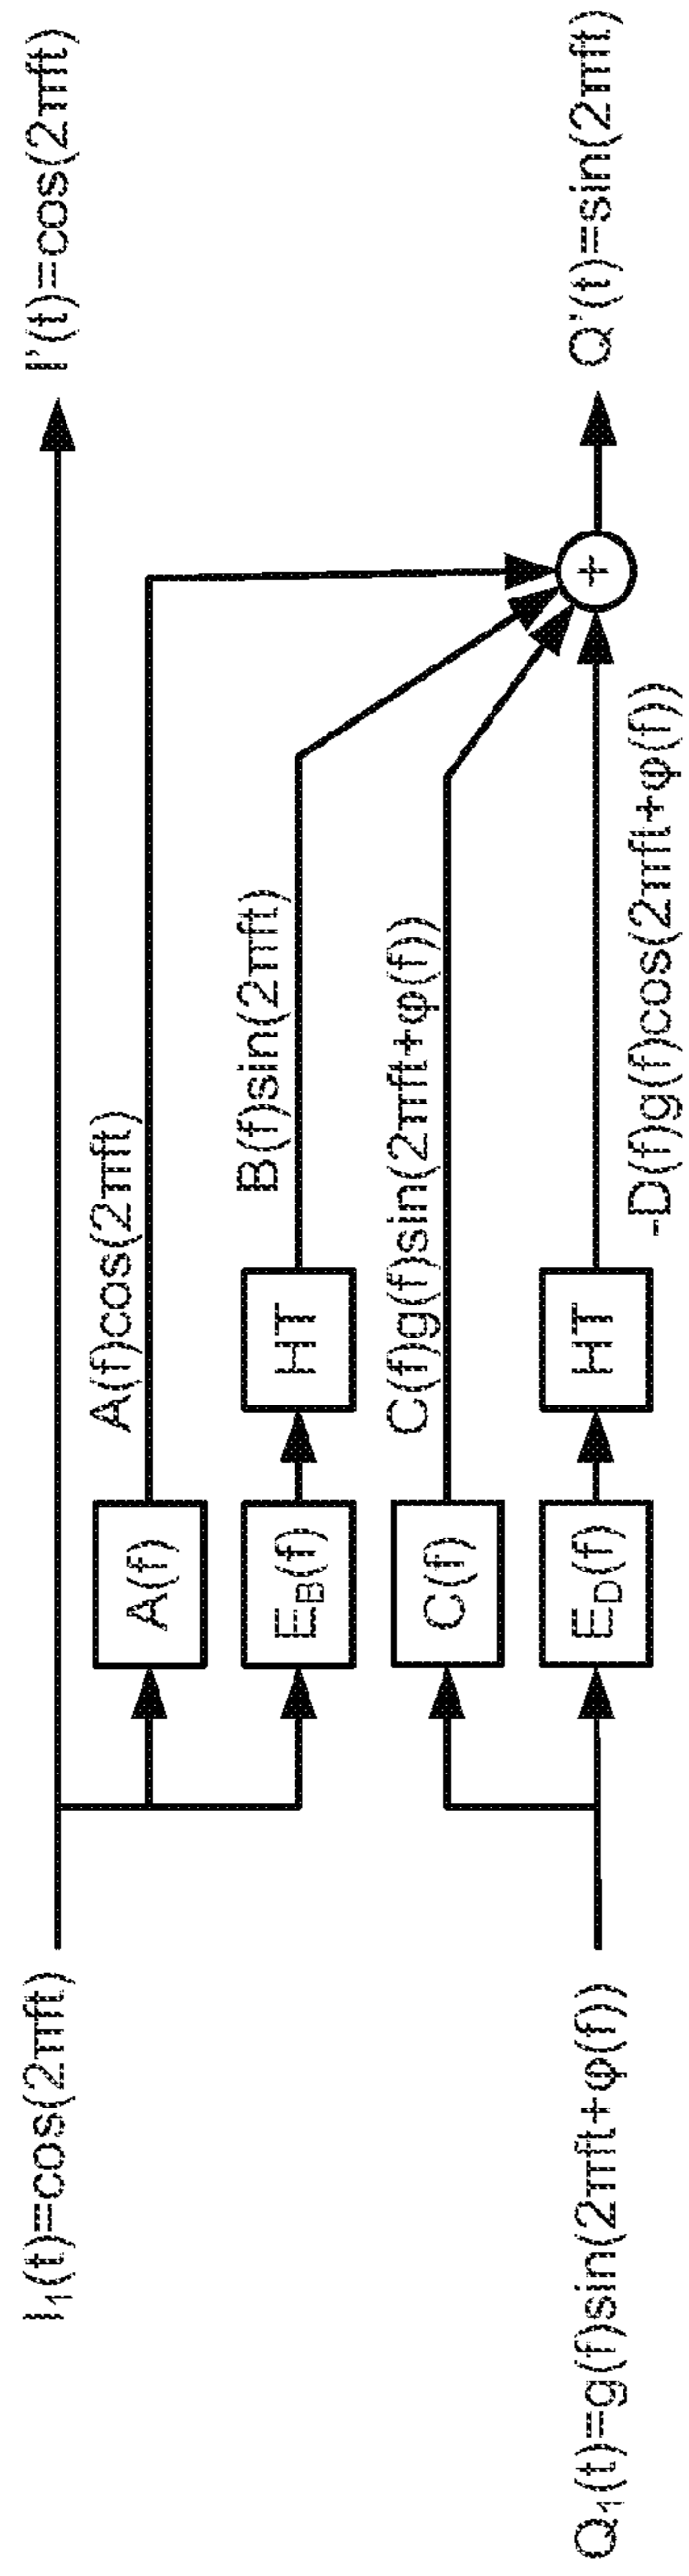 I₁(t)=cos(2πft)
I'(t)=cos(2πft)
A(f)
A(f)cos(2πft)
E_B(f)
HT
B(f)sin(2πft)
C(f)
C(f)g(f)sin(2πft+φ(f))
Q₁(t)=g(f)sin(2πft+φ(f))
E_D(f)
HT
-D(f)g(f)cos(2πft+φ(f))
+
Q'(t)=sin(2πft)